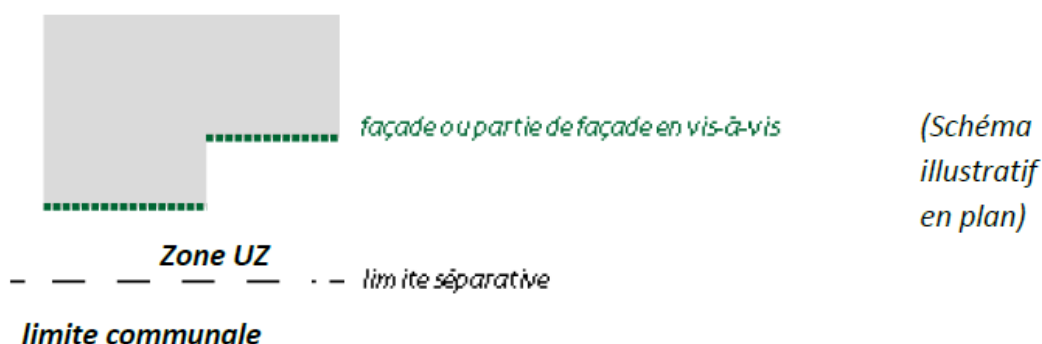 façade ou partie de façade en vis-à-vis
(Schéma
illustratif
en plan)
Zone UZ
limite séparative
limite communale